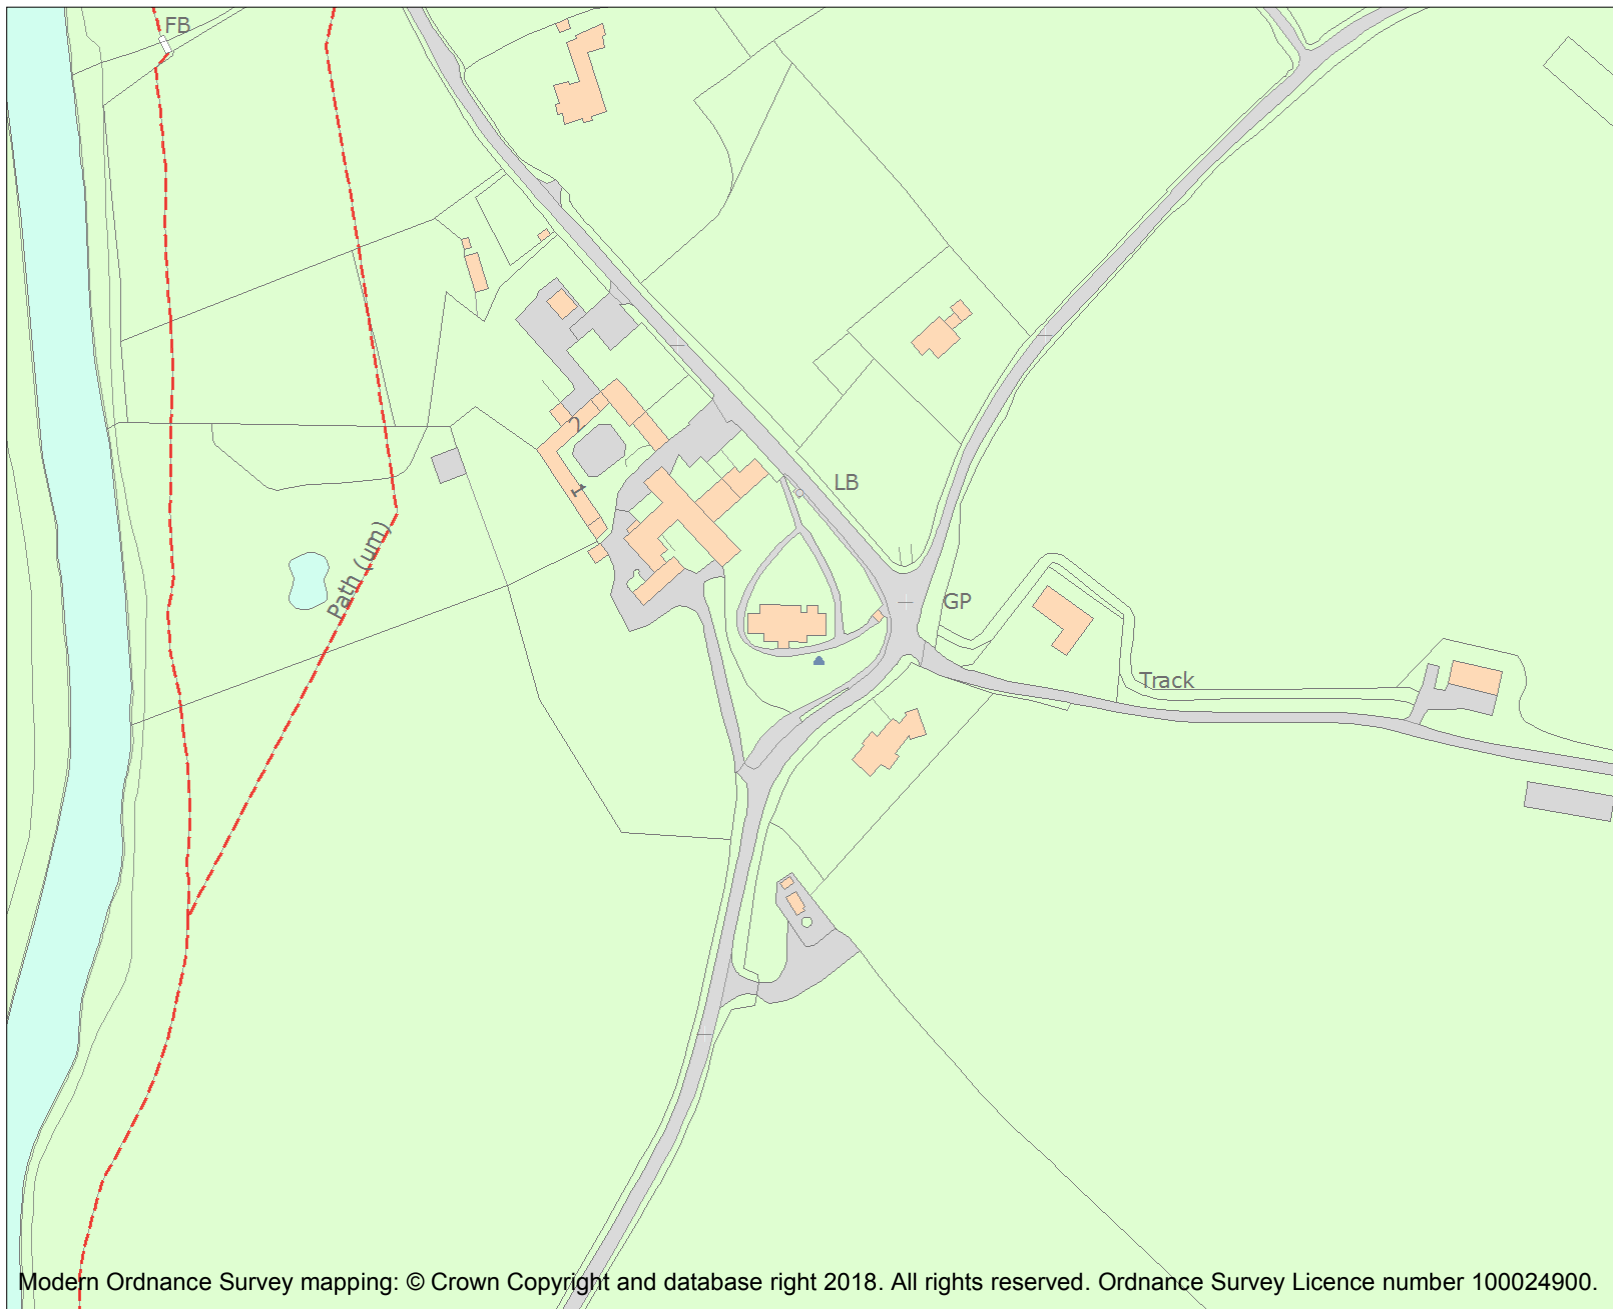 FB
2
1
LB
Path (um)
GP
Track
Modern Ordnance Survey mapping: © Crown Copyright and database right 2018. All rights reserved. Ordnance Survey Licence number 100024900.